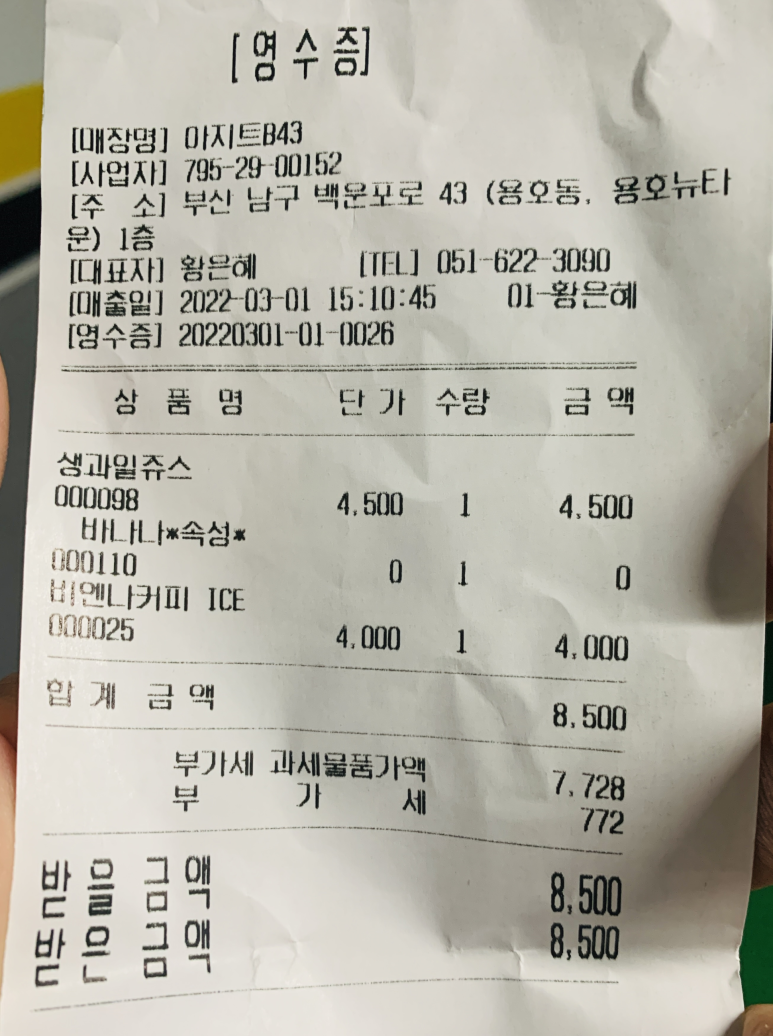 [영수증]
[매장명] 아지트B43
[사업자] 795-29-00152
[주 소] 부산 남구 백운포로 43 (용호동, 용호뉴타
운) 1층
[대표자] 황은혜 [TEL] 051-622-3090
[매출일] 2022-03-01 15:10:45 01-황은혜
[영수증] 20220301-01-0026
상 품 명 단 가 수량 금 액
생과일쥬스
000098 4,500 1 4,500
바나나*속성*
000110 0 1 0
비엔나커피 ICE
000025 4,000 1 4,000
합 계 금 액 8,500
부가세 과세물품가액 7,728
부 가 세 772
받 을 금 액 8,500
받 은 금 액 8,500